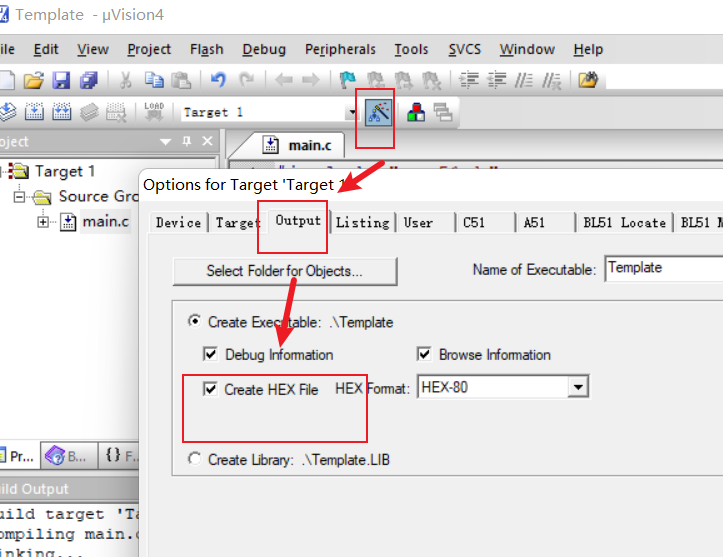 Template - µVision4
ile Edit View Project Flash Debug Peripherals Tools SVCS Window Help
LOAD Target 1
oject
main.c
Target 1
Source Gro
main.c
Options for Target 'Target 1
Device Target Output Listing User C51 A51 BL51 Locate BL51 M
Select Folder for Objects...
Name of Executable: Template
Create Executable: .\Template
Debug Information
Browse Information
Create HEX File
HEX Format: HEX-80
Create Library: .\Template.LIB
Pr... B... {} F...
uild Output
uild target 'Ta
ompiling main.c
inking...